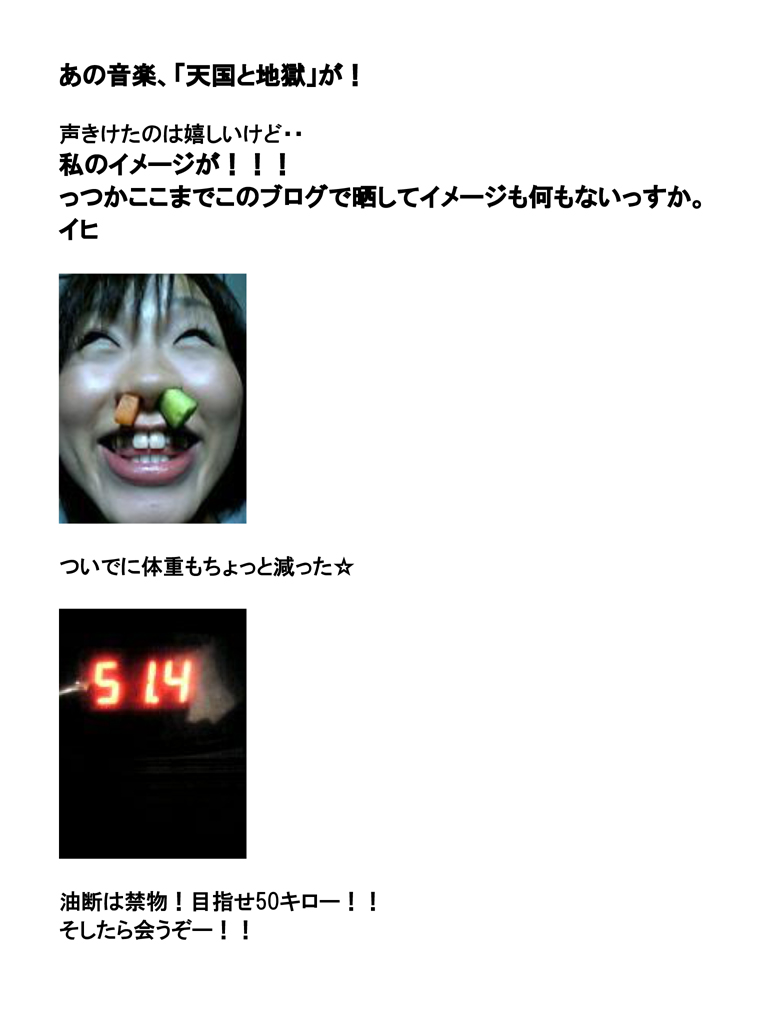 あの音楽、「天国と地獄」が！
声きけたのは嬉しいけど・・
私のイメージが！！！
っつかここまでこのブログで晒してイメージも何もないっすか。
イヒ
ついでに体重もちょっと減った☆
51.4
油断は禁物！目指せ50キロー！！
そしたら会うぞー！！